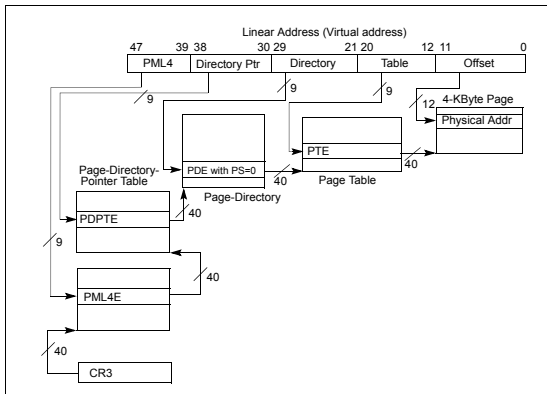 Linear Address (Virtual address)
47 39 38 30 29 21 20 12 11 0
PML4 Directory Ptr Directory Table Offset
9 9 9 12 4-KByte Page
Physical Addr
PTE
40
PDE with PS=0
40
Page Table
Page-Directory-
Pointer Table
Page-Directory
40
PDPTE
9
40
PML4E
40
CR3